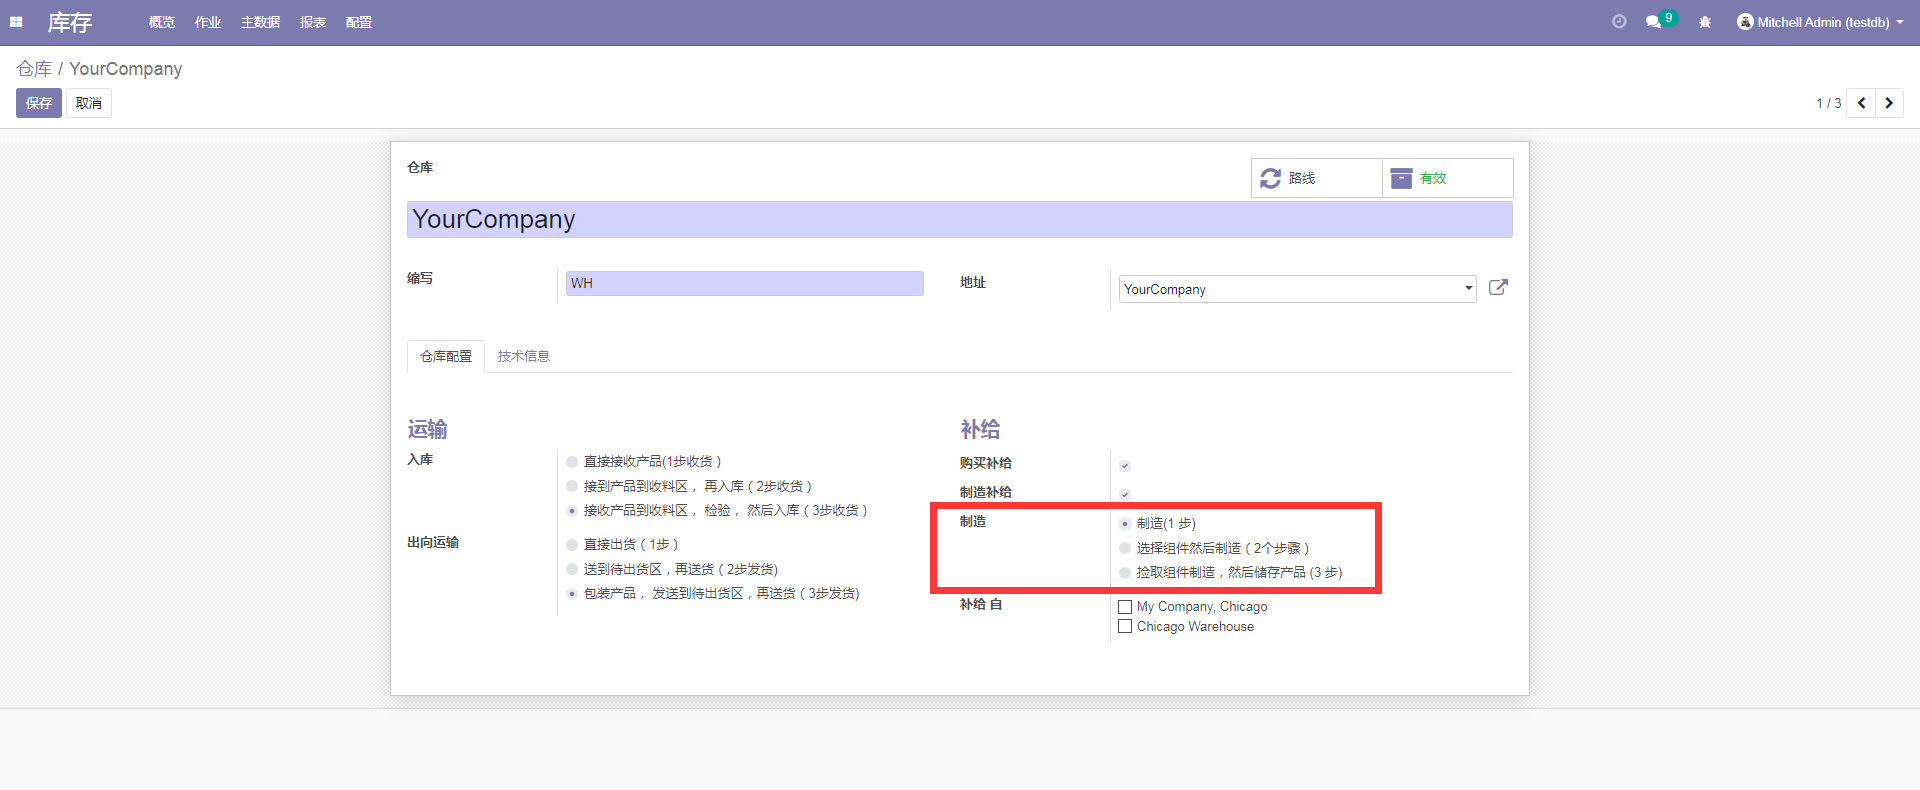 库存 概览 作业 主数据 报表 配置 9 Mitchell Admin (testdb)
仓库 / YourCompany
保存 取消 1 / 3
仓库
路线 有效
YourCompany
缩写 WH 地址 YourCompany
仓库配置 技术信息
运输
入库
直接接收产品(1步收货 )
接到产品到收料区， 再入库（ 2步收货 ）
接收产品到收料区， 检验， 然后入库（ 3步收货 ）
出向运输
直接出货（ 1步 ）
送到待出货区，再送货（ 2步发货)
包装产品， 发送到待出货区，再送货（ 3步发货)
补给
购买补给
制造补给
制造
制造(1 步)
选择组件然后制造（ 2个步骤 ）
捡取组件制造，然后储存产品 (3 步)
补给 自
My Company, Chicago
Chicago Warehouse